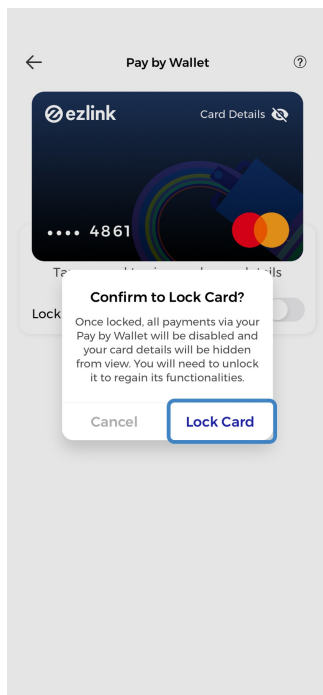 Pay by Wallet
ezlink
Card Details
•••• 4861
Lock
Confirm to Lock Card?
Once locked, all payments via your
Pay by Wallet will be disabled and
your card details will be hidden
from view. You will need to unlock
it to regain its functionalities.
Cancel
Lock Card